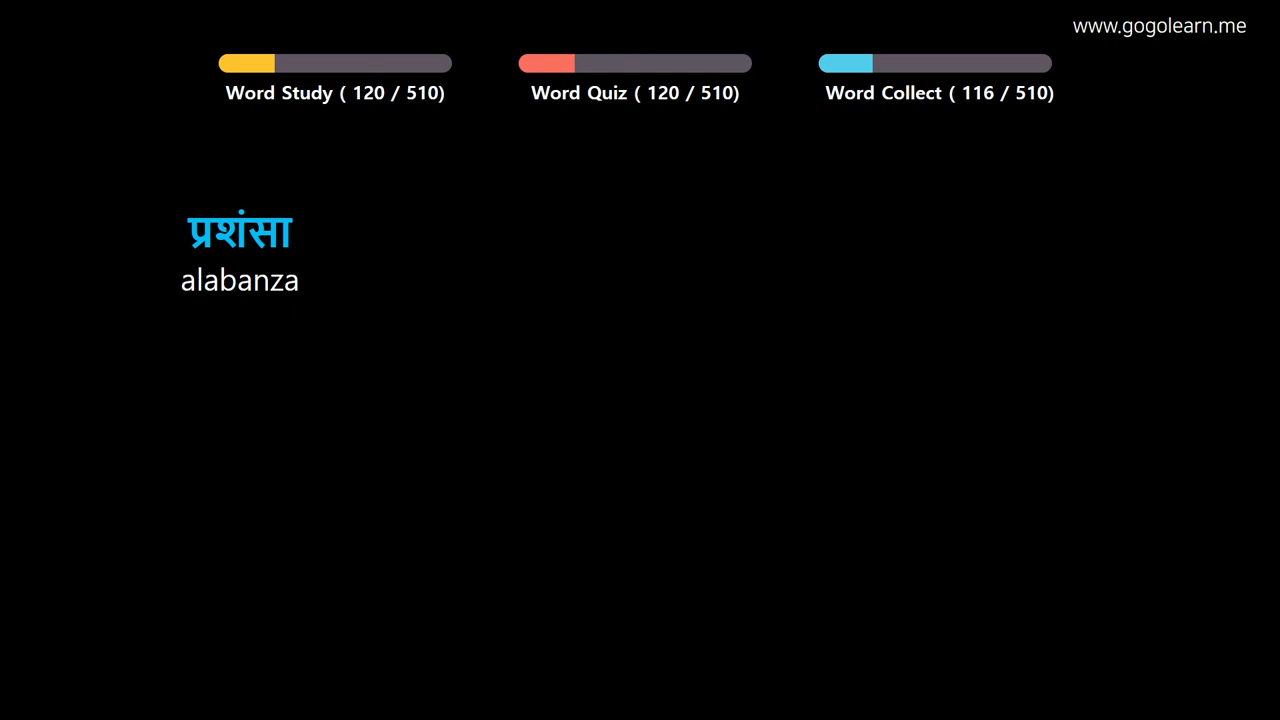 www.gogolearn.me
Word Study ( 120 / 510)
Word Quiz ( 120 / 510)
Word Collect ( 116 / 510)
प्रशंसा
alabanza